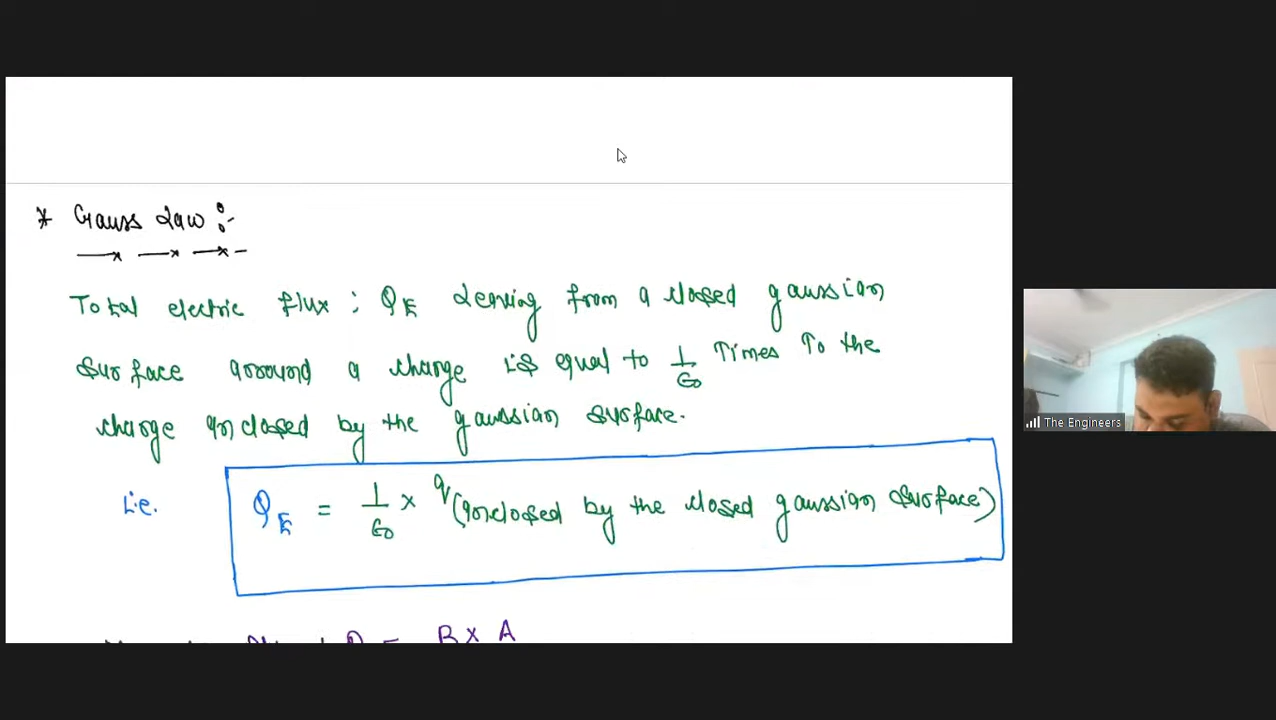 * Gauss Law :-
Total electric flux ; φE Leaving from a closed gaussian
surface around a charge is equal to 1/ε0 Times To the
charge enclosed by the gaussian surface.
i.e. φE = 1/ε0 × q (enclosed by the closed gaussian surface)
B × A
The Engineers